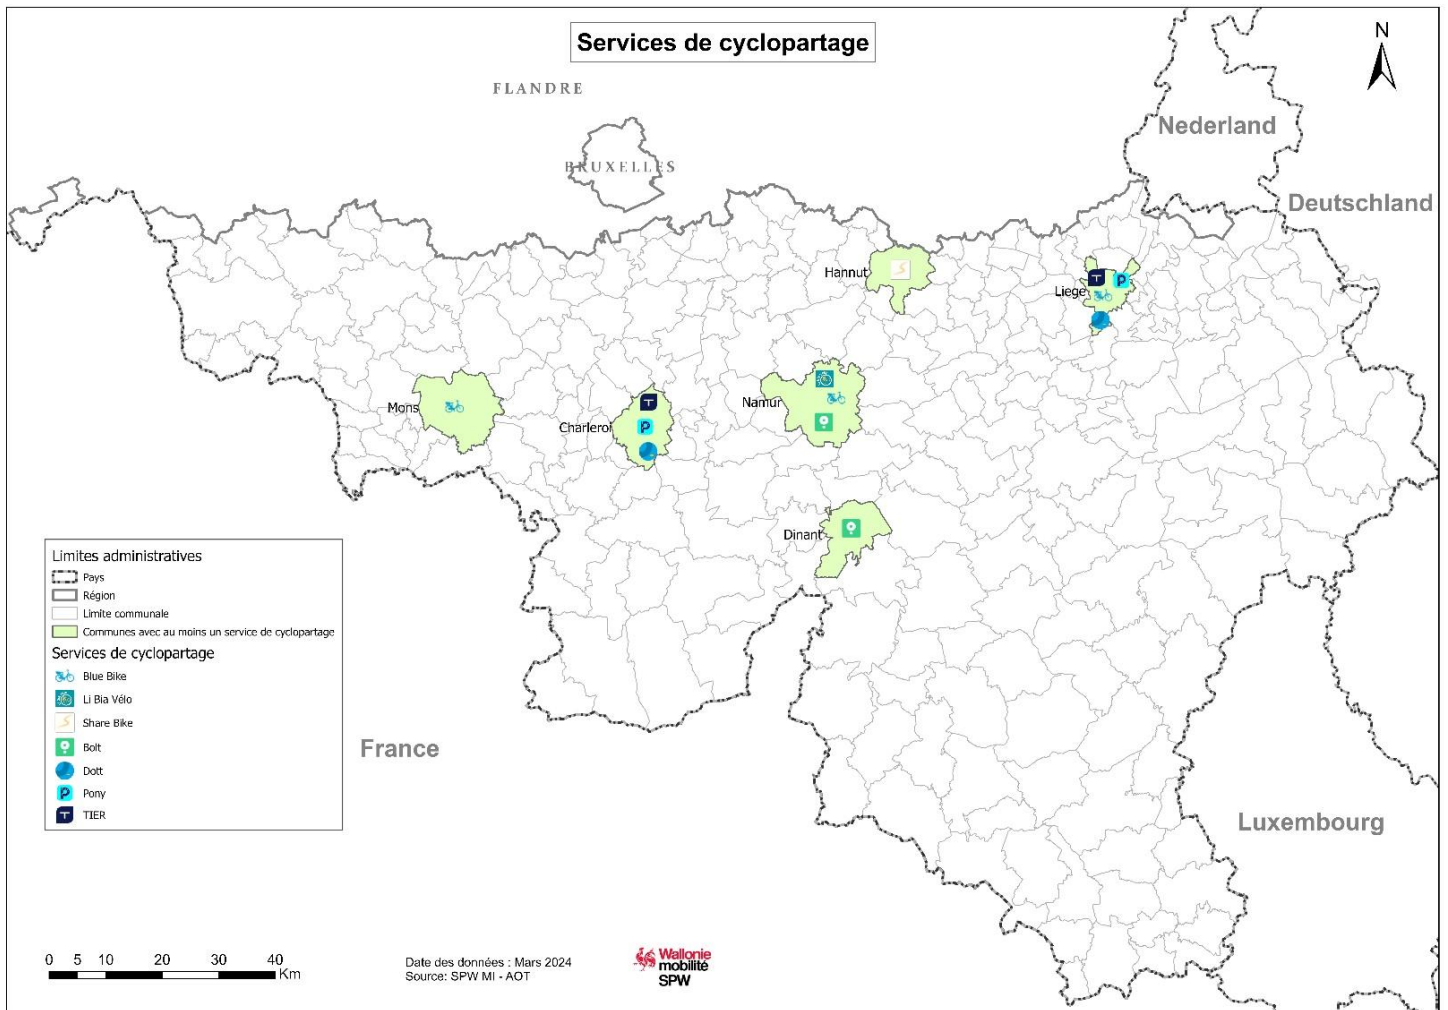 Services de cyclopartage
N
FLANDRE
Nederland
BRUXELLES
Deutschland
Hannut
Liege
Mons
Charleroi
Namur
Dinant
Limites administratives
Pays
Région
Limite communale
Communes avec au moins un service de cyclopartage
Services de cyclopartage
Blue Bike
Li Bia Vélo
Share Bike
Bolt
Dott
Pony
TIER
France
Luxembourg
0 5 10 20 30 40
Km
Date des données : Mars 2024
Source: SPW MI - AOT
Wallonie
mobilité
SPW